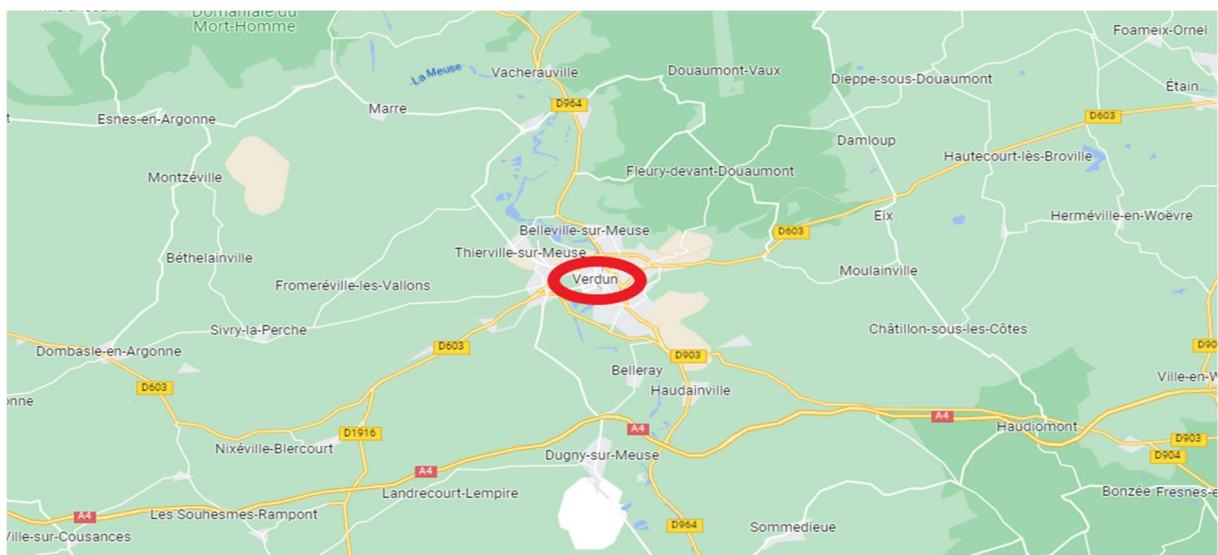 Domaniale du
Mort-Homme
Foameix-Ornel
La Meuse
Vacherauville
Douaumont-Vaux
Dieppe-sous-Douaumont
Étain
D964
Marre
D603
Esnes-en-Argonne
Damloup
Hautecourt-lès-Broville
Fleury-devant-Douaumont
Montzéville
Eix
Herméville-en-Woëvre
Belleville-sur-Meuse
D603
Thierville-sur-Meuse
Béthelainville
Moulainville
Verdun
Fromeréville-les-Vallons
Sivry-la-Perche
Châtillon-sous-les-Côtes
D603
D90
Dombasle-en-Argonne
D903
Belleray
Ville-en-W
D603
Haudainville
onne
A4
A4
Haudiomont
D1916
D903
Nixéville-Blercourt
Dugny-sur-Meuse
D904
A4
Landrecourt-Lempire
Bonzée
Fresnes-e
Les Souhesmes-Rampont
A4
D964
Sommedieue
Ville-sur-Cousances